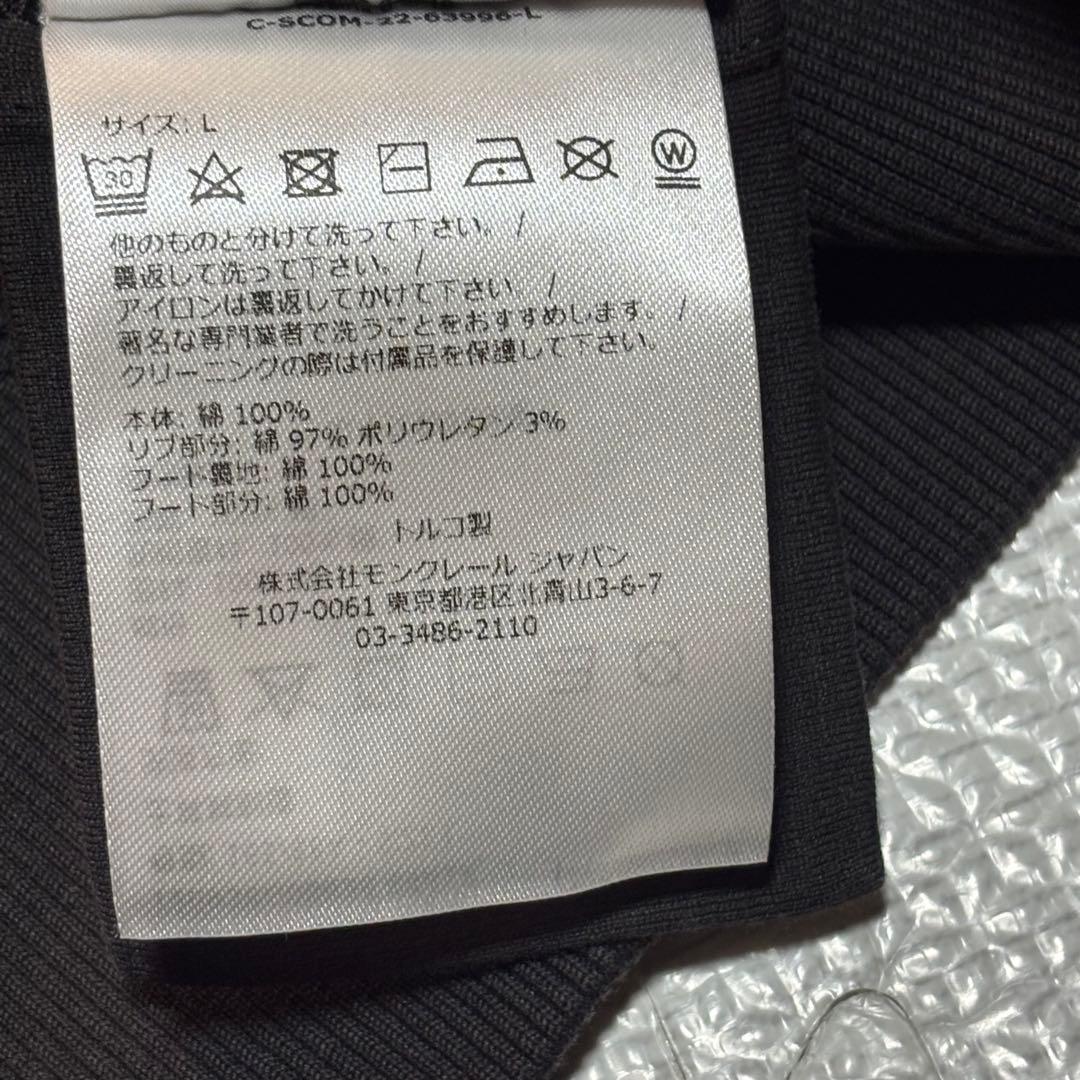 C-SCOM-22-63996-L
サイズ: L
30
W
他のものと分けて洗って下さい。 /
裏返して洗って下さい。 /
アイロンは裏返してかけて下さい。 /
著名な専門業者で洗うことをおすすめします。 /
クリーニングの際は付属品を保護して下さい。
本体: 綿 100%
リブ部分: 綿 97% ポリウレタン 3%
フード裏地: 綿 100%
フード部分: 綿 100%
トルコ製
株式会社モンクレール ジャパン
〒107-0061 東京都港区北青山3-6-7
03-3486-2110